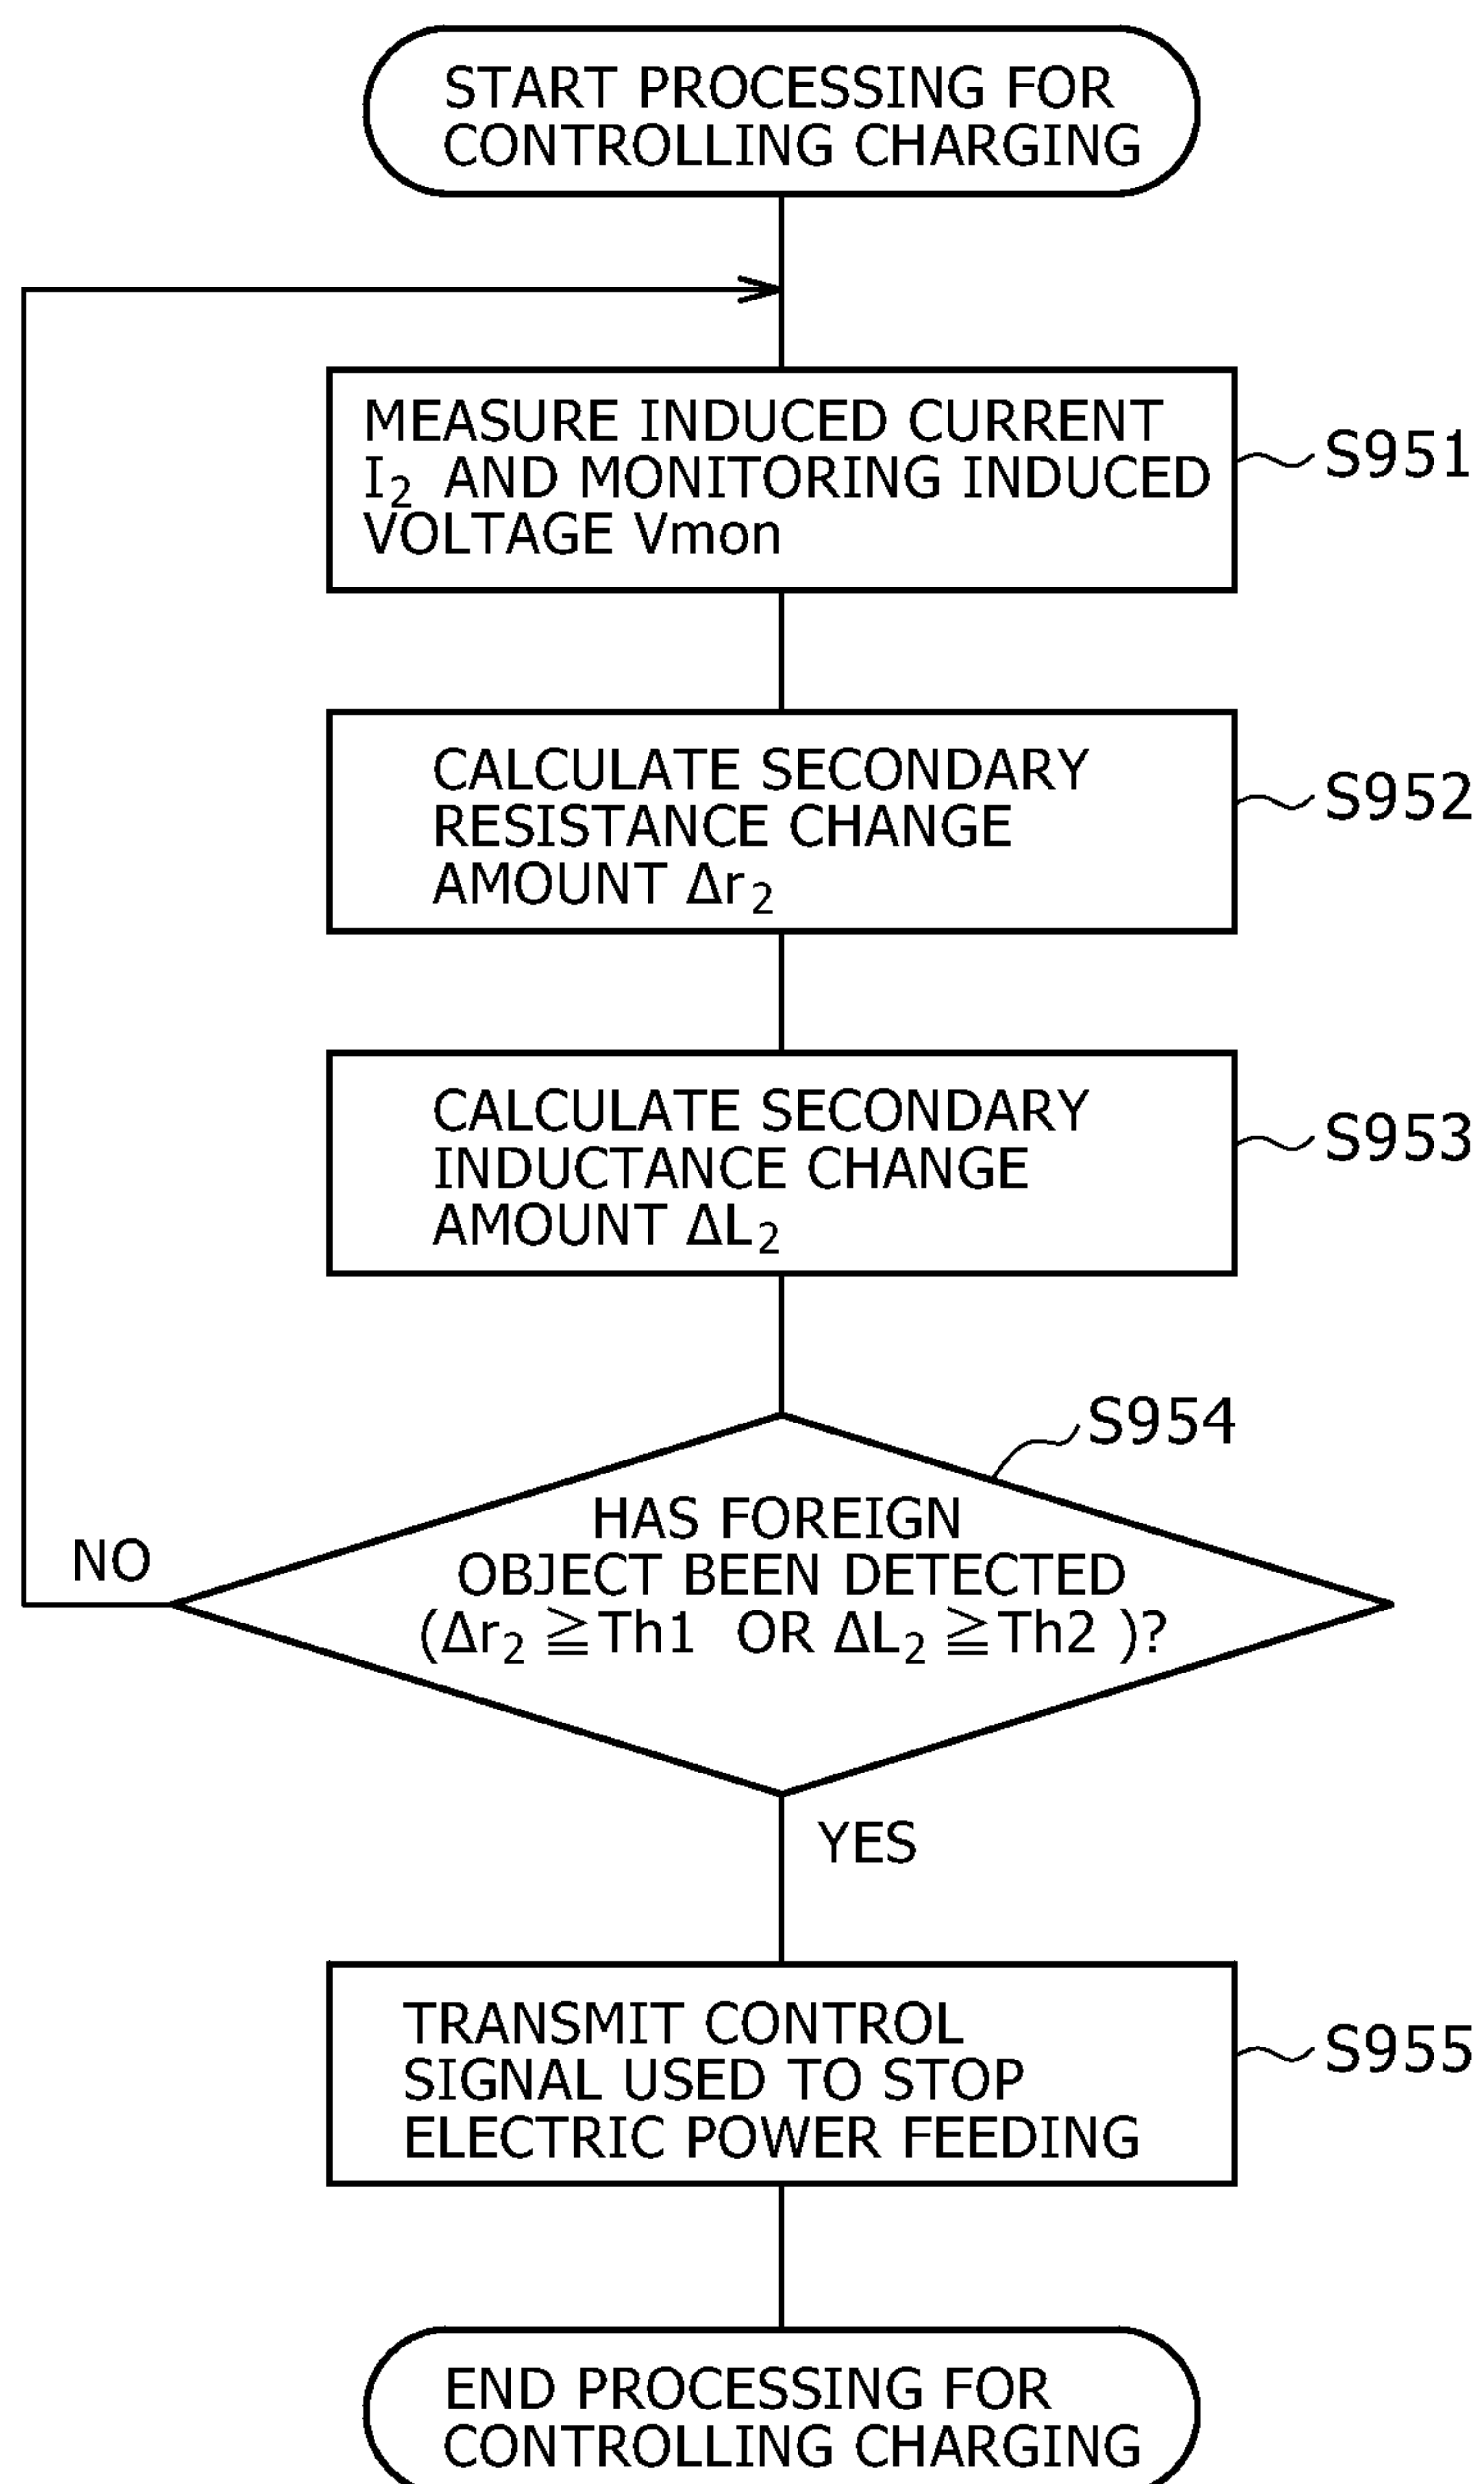 START PROCESSING FOR
CONTROLLING CHARGING
MEASURE INDUCED CURRENT
I₂ AND MONITORING INDUCED
VOLTAGE Vmon
S951
CALCULATE SECONDARY
RESISTANCE CHANGE
AMOUNT Δr₂
S952
CALCULATE SECONDARY
INDUCTANCE CHANGE
AMOUNT ΔL₂
S953
S954
HAS FOREIGN
OBJECT BEEN DETECTED
(Δr₂ ≧ Th1 OR ΔL₂ ≧ Th2 )?
NO
YES
TRANSMIT CONTROL
SIGNAL USED TO STOP
ELECTRIC POWER FEEDING
S955
END PROCESSING FOR
CONTROLLING CHARGING